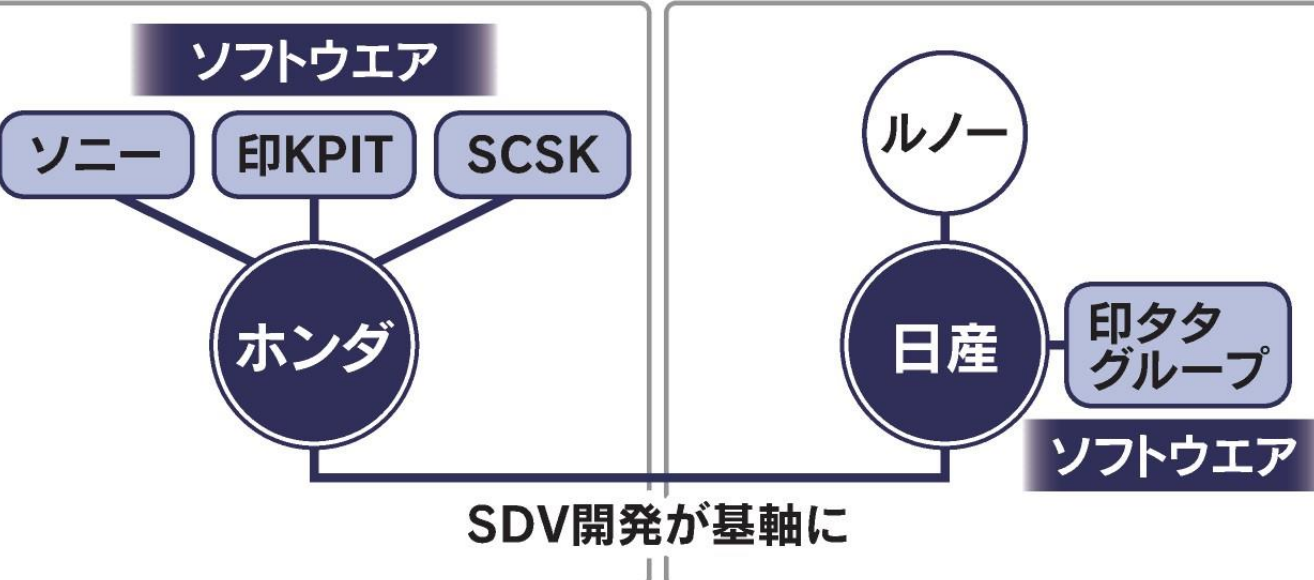 ソフトウエア
ソニー
印KPIT
SCSK
ホンダ
ルノー
日産
印タタ
グループ
ソフトウエア
SDV開発が基軸に